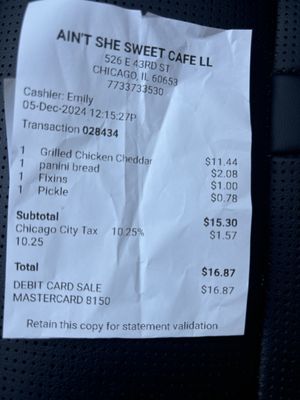 AIN'T SHE SWEET CAFE LL
526 E 43RD ST
CHICAGO, IL 60653
7733733530
Cashier: Emily
05-Dec-2024 12:15:27P
Transaction 028434
1 Grilled Chicken Cheddar $11.44
1 panini bread $2.08
1 Fixins $1.00
1 Pickle $0.78
Subtotal $15.30
Chicago City Tax 10.25% $1.57
10.25
Total $16.87
DEBIT CARD SALE $16.87
MASTERCARD 8150
Retain this copy for statement validation